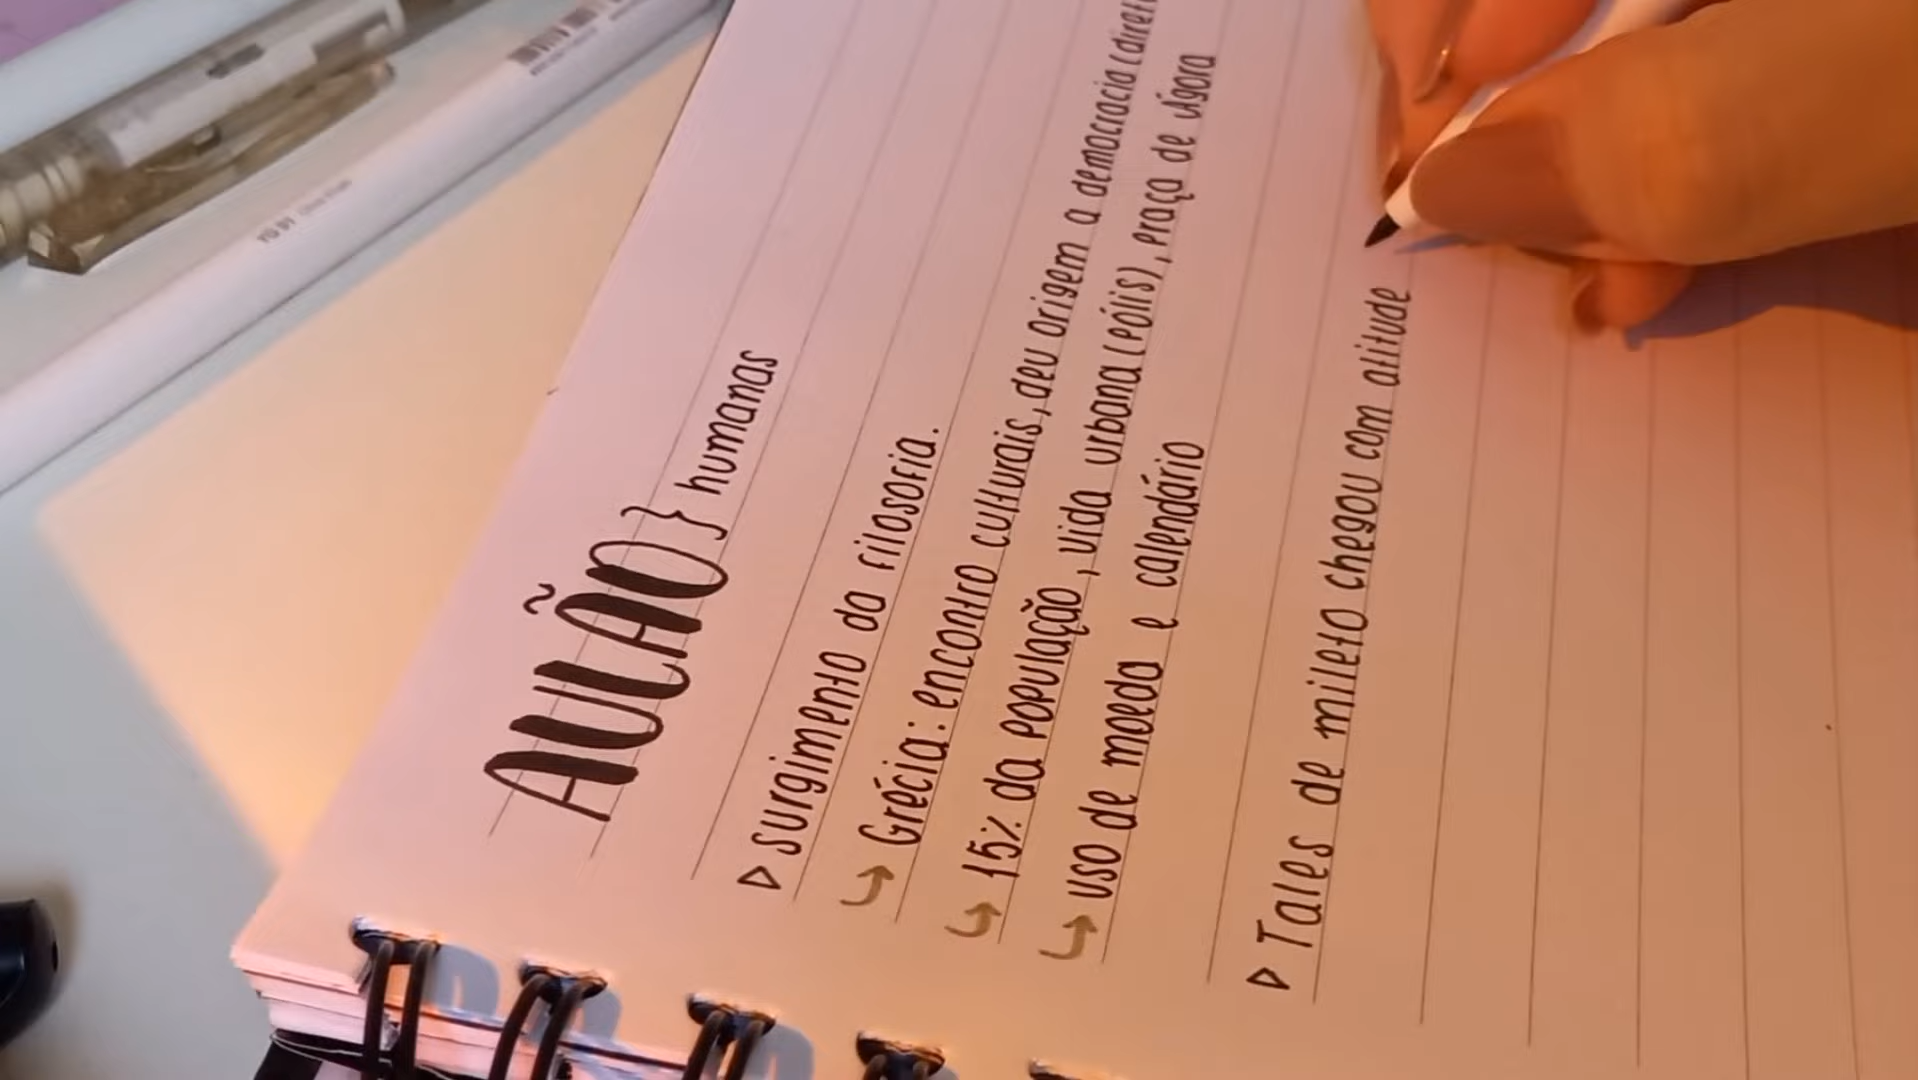 AULÃO } humanas
▷ surgimento da filosofia.
↪ Grécia: encontro culturais, deu origem a democracia (diret
↪ 15% da população, vida urbana (pólis), praça de Ágora
↪ uso de moeda e calendário
▷ Tales de mileto chegou com atitude